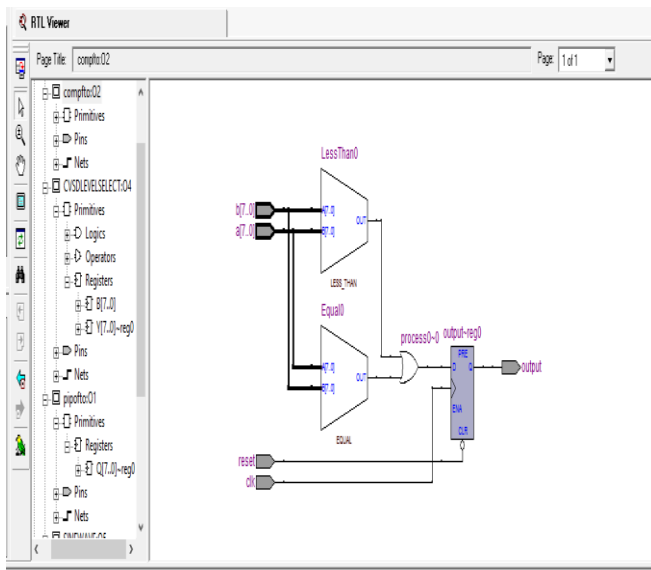 RTL Viewer
Page Title: compfto:O2
Page: 1 of 1
compfto:O2
Primitives
Pins
Nets
CVSDLEVELSELECT:O4
Primitives
Logics
Operators
Registers
B[7..0]
Y[7..0]~reg0
Pins
Nets
pipofto:O1
Primitives
Registers
Q[7..0]~reg0
Pins
Nets
LessThan0
b[7..0]
a[7..0]
A[7..0]
B[7..0]
OUT
LESS_THAN
Equal0
A[7..0]
B[7..0]
OUT
EQUAL
process0~0
output~reg0
PRE
D
Q
ENA
CLR
output
reset
clk